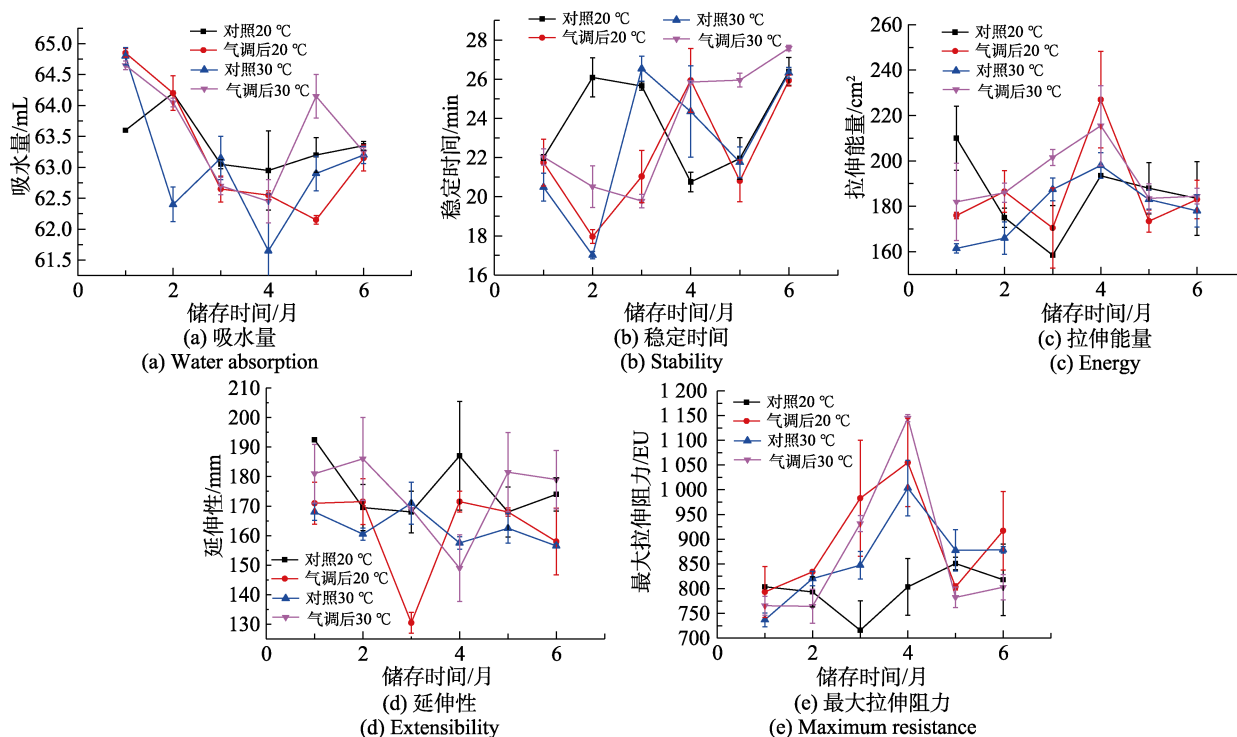 对照20 ℃
气调后20 ℃
对照30 ℃
气调后30 ℃
65.0
64.5
64.0
63.5
63.0
62.5
62.0
61.5
吸水量/mL
0 2 4 6
储存时间/月
(a) 吸水量
(a) Water absorption
对照20 ℃ 对照30 ℃
气调后20 ℃ 气调后30 ℃
28
26
24
22
20
18
16
稳定时间/min
0 2 4 6
储存时间/月
(b) 稳定时间
(b) Stability
对照20 ℃
气调后20 ℃
对照30 ℃
气调后30 ℃
260
240
220
200
180
160
拉伸能量/cm²
0 2 4 6
储存时间/月
(c) 拉伸能量
(c) Energy
210
200
190
180
170
160
150
140
130
延伸性/mm
对照20 ℃
气调后20 ℃
对照30 ℃
气调后30 ℃
0 2 4 6
储存时间/月
(d) 延伸性
(d) Extensibility
对照20 ℃
气调后20 ℃
对照30 ℃
气调后30 ℃
1 200
1 150
1 100
1 050
1 000
950
900
850
800
750
700
最大拉伸阻力/EU
0 2 4 6
储存时间/月
(e) 最大拉伸阻力
(e) Maximum resistance